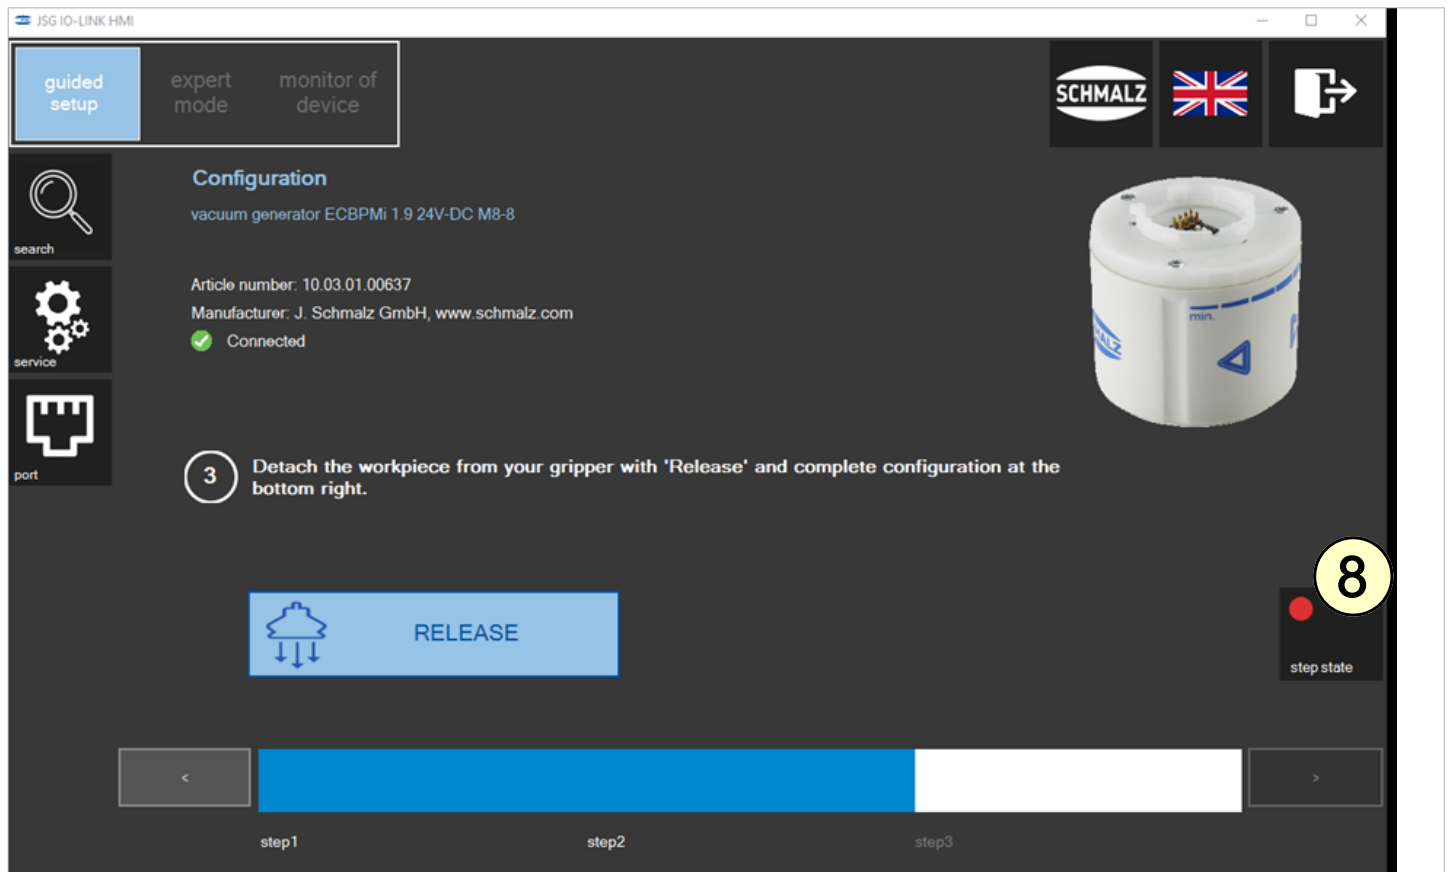 JSG IO-LINK HMI
guided
setup
expert
mode
monitor of
device
SCHMALZ
search
service
port
Configuration
vacuum generator ECBPMi 1.9 24V-DC M8-8
Article number: 10.03.01.00637
Manufacturer: J. Schmalz GmbH, www.schmalz.com
Connected
min.
3
Detach the workpiece from your gripper with 'Release' and complete configuration at the
bottom right.
8
RELEASE
step state
<
>
step1
step2
step3